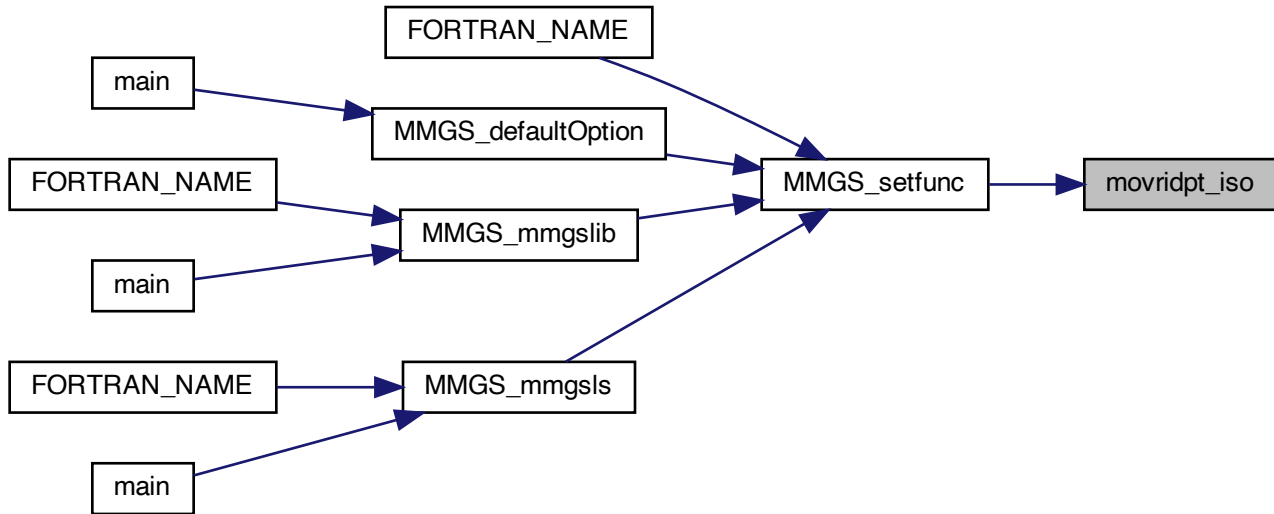 FORTRAN_NAME
main
MMGS_defaultOption
FORTRAN_NAME
MMGS_setfunc
movridpt_iso
MMGS_mmgslib
main
FORTRAN_NAME
MMGS_mmgsls
main